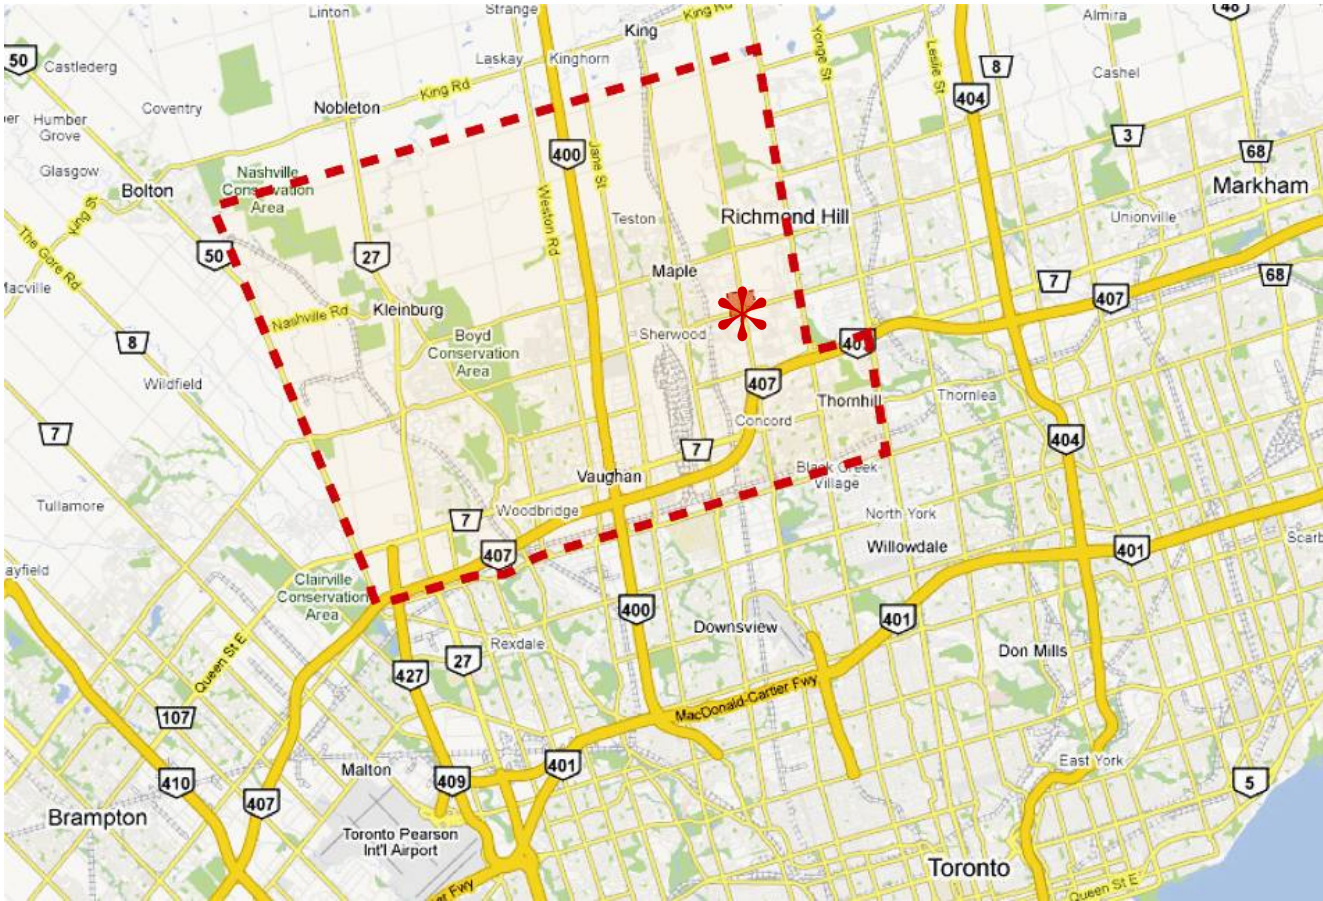 Linton
Strange
King Rd
King
48
Almira
50
Castlederg
Laskay
Kinghorn
Yonge St
Leslie St
8
Cashel
404
Coventry
Nobleton
King Rd
Humber
Grove
3
Glasgow
Nashville
Conservation
Area
400
Jane St
68
Bolton
Markham
King St
Weston Rd
Teston
Richmond Hill
Unionville
The Gore Rd
50
27
Maple
7
68
407
Kleinburg
Nashville Rd
Sherwood
8
Boyd
Conservation
Area
407
Wildfield
407
Thornhill
Thornlea
Concord
7
7
404
Vaughan
Black Creek
Village
Tullamore
Woodbridge
North York
7
407
Willowdale
401
Clairville
Conservation
Area
400
Downsview
401
Rexdale
27
Don Mills
Queen St E
427
107
MacDonald-Cartier Fwy
Malton
401
East York
410
409
5
407
Brampton
Toronto Pearson
Int'l Airport
Toronto
Queen St E